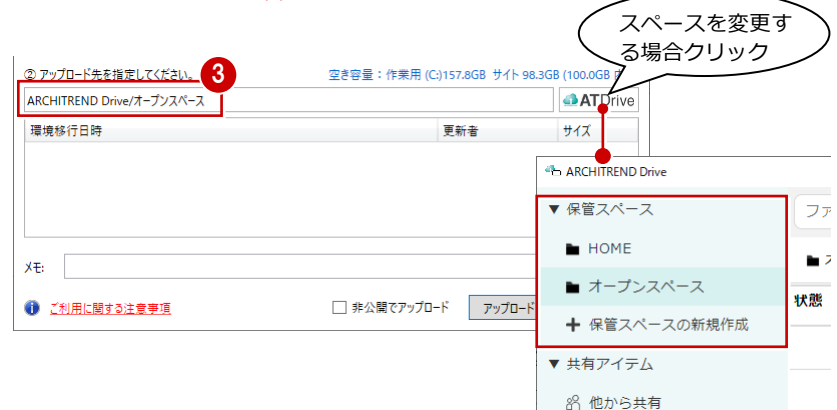 スペースを変更す
る場合クリック
② アップロード先を指定してください。
3
空き容量：作業用 (C:)157.8GB サイト 98.3GB (100.0GB
ARCHITREND Drive/オープンスペース
ATDrive
環境移行日時 更新者 サイズ
メモ:
ご利用に関する注意事項
非公開でアップロード
アップロード
ARCHITREND Drive
▼ 保管スペース
HOME
オープンスペース
+ 保管スペースの新規作成
▼ 共有アイテム
他から共有
ファ
状態